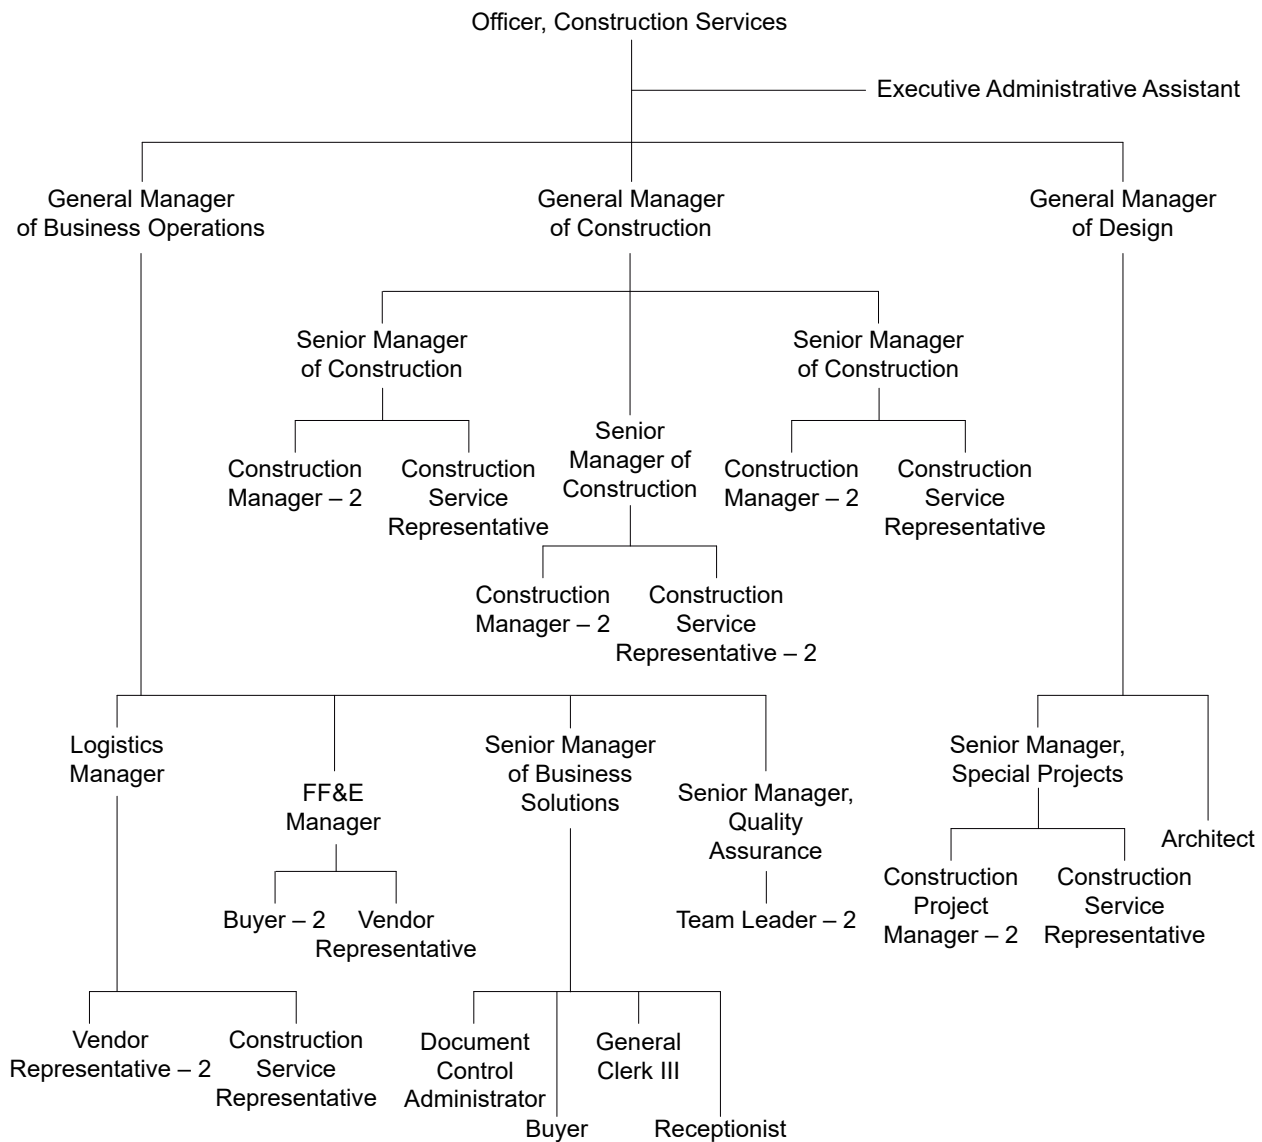 Officer, Construction Services
Executive Administrative Assistant
General Manager
of Business Operations
General Manager
of Construction
General Manager
of Design
Senior Manager
of Construction
Senior Manager
of Construction
Senior
Manager of
Construction
Construction
Manager – 2
Construction
Service
Representative
Construction
Manager – 2
Construction
Service
Representative
Construction
Manager – 2
Construction
Service
Representative – 2
Logistics
Manager
FF&E
Manager
Senior Manager
of Business
Solutions
Senior Manager,
Quality
Assurance
Senior Manager,
Special Projects
Architect
Buyer – 2
Vendor
Representative
Team Leader – 2
Construction
Project
Manager – 2
Construction
Service
Representative
Vendor
Representative – 2
Construction
Service
Representative
Document
Control
Administrator
Buyer
General
Clerk III
Receptionist